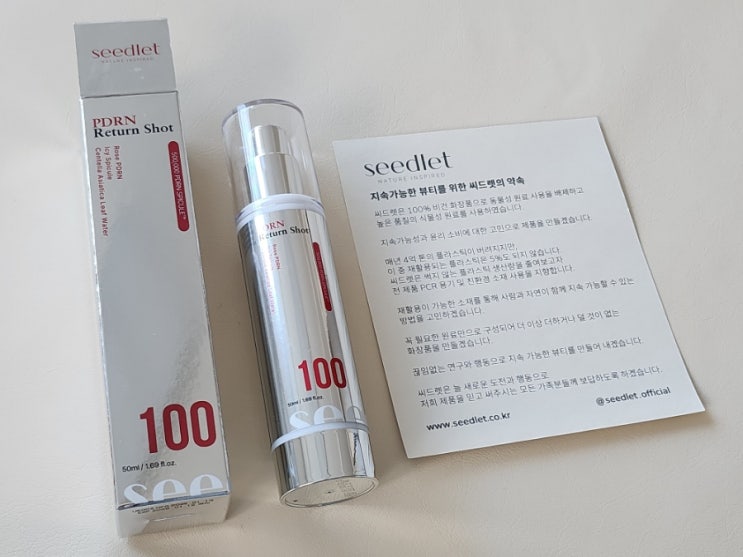 seedlet
NATURE INSPIRED
PDRN
Return Shot
Rose PDRN
Icy Spicule
Centella Asiatica Leaf Water
500,000 PDRN SPICULE
100
50ml / 1.69 fl.oz.
see
PDRN
Return Shot
Rose PDRN
100
50ml / 1.69 fl.oz.
see
seedlet
NATURE INSPIRED
지속가능한 뷰티를 위한 씨드렛의 약속
씨드렛은 100% 비건 화장품으로 동물성 원료 사용을 배제하고
높은 품질의 식물성 원료를 사용하였습니다.
지속가능성과 윤리 소비에 대한 고민으로 제품을 만들겠습니다.
매년 4억 톤의 플라스틱이 버려지지만,
이 중 재활용되는 플라스틱은 5%도 되지 않습니다.
씨드렛은 썩지 않는 플라스틱 생산량을 줄여보고자
전 제품 PCR 용기 및 친환경 소재 사용을 지향합니다.
재활용이 가능한 소재를 통해 사람과 자연이 함께 지속 가능할 수 있는
방법을 고민하겠습니다.
꼭 필요한 원료만으로 구성되어 더 이상 더하거나 덜 것이 없는
화장품을 만들겠습니다.
끊임없는 연구와 행동으로 지속 가능한 뷰티를 만들어 내겠습니다.
씨드렛은 늘 새로운 도전과 행동으로
저희 제품을 믿고 써주시는 모든 가족분들께 보답하도록 하겠습니다.
www.seedlet.co.kr
@seedlet.official